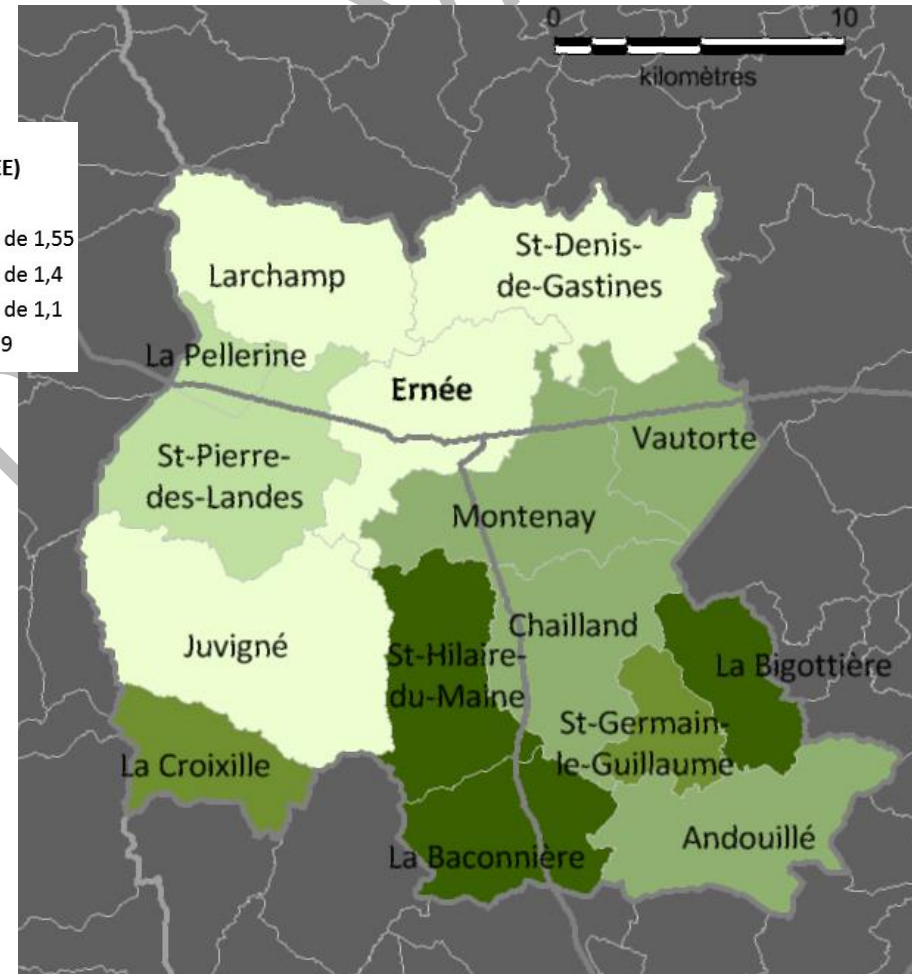 0 10
kilomètres
EE)
de 1,55
de 1,4
de 1,1
9
Larchamp
St-Denis-
de-Gastines
La Pellerine
Ernée
Vautorte
St-Pierre-
des-Landes
Montenay
Chailland
Juvigné
St-Hilaire-
du-Maine
La Bigottière
St-Germain-
le-Guillaume
La Croixille
Andouillé
La Baconnière